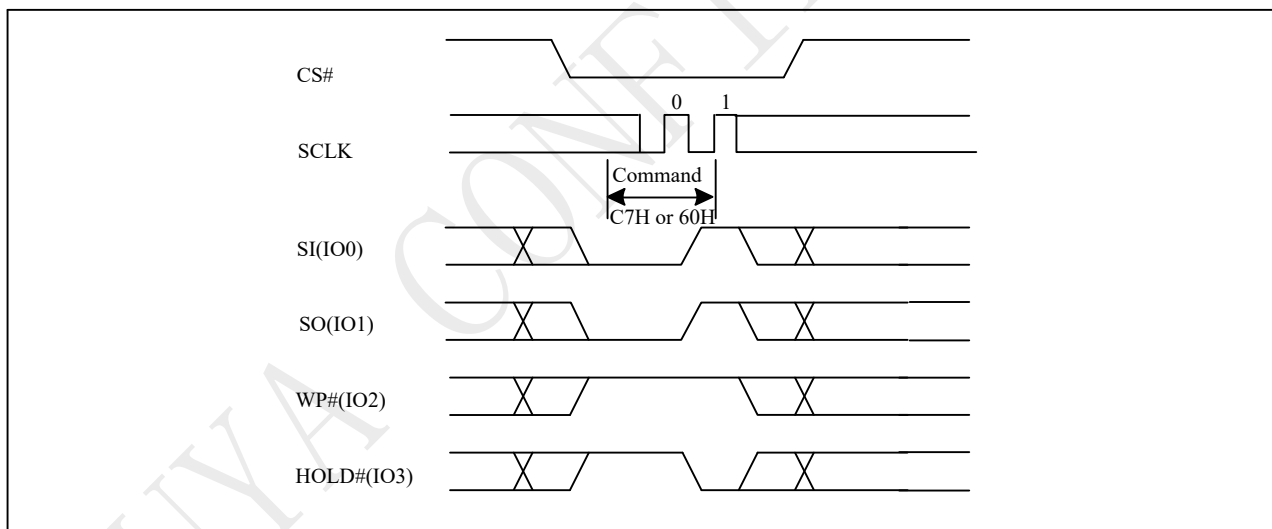 CS#
0 1
SCLK
Command
C7H or 60H
SI(IO0)
SO(IO1)
WP#(IO2)
HOLD#(IO3)